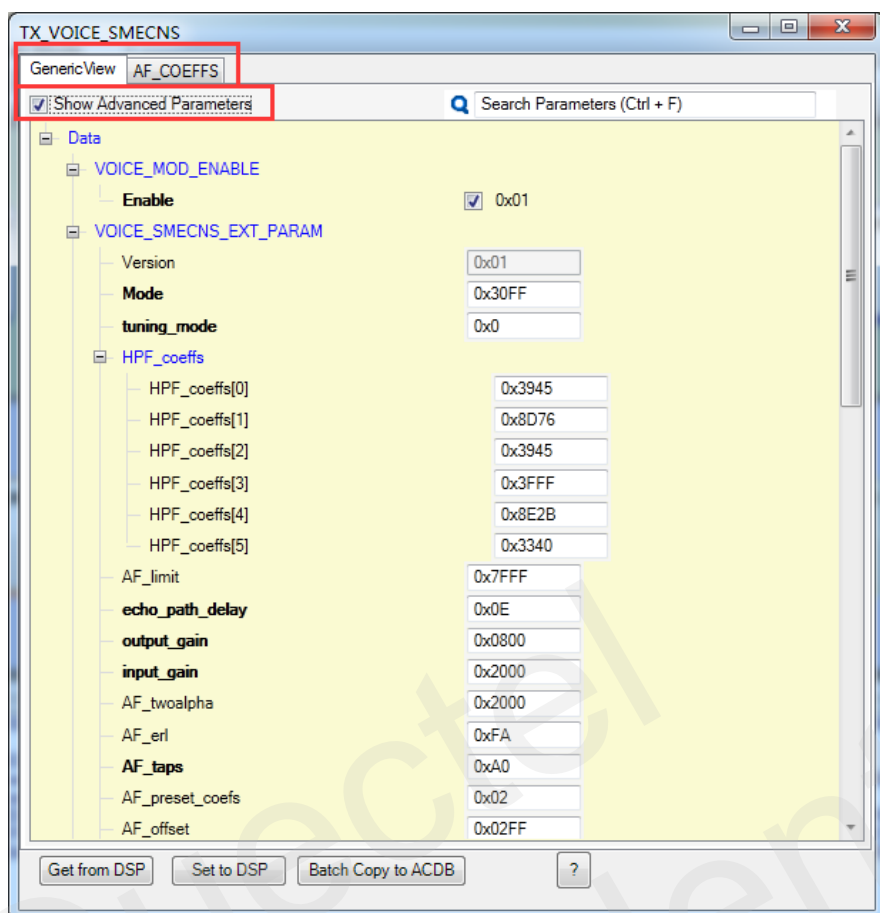 TX_VOICE_SMECNS
GenericView AF_COEFFS
Show Advanced Parameters Search Parameters (Ctrl + F)
Data
VOICE_MOD_ENABLE
Enable 0x01
VOICE_SMECNS_EXT_PARAM
Version 0x01
Mode 0x30FF
tuning_mode 0x0
HPF_coeffs
HPF_coeffs[0] 0x3945
HPF_coeffs[1] 0x8D76
HPF_coeffs[2] 0x3945
HPF_coeffs[3] 0x3FFF
HPF_coeffs[4] 0x8E2B
HPF_coeffs[5] 0x3340
AF_limit 0x7FFF
echo_path_delay 0x0E
output_gain 0x0800
input_gain 0x2000
AF_twoalpha 0x2000
AF_erl 0xFA
AF_taps 0xA0
AF_preset_coefs 0x02
AF_offset 0x02FF
Get from DSP Set to DSP Batch Copy to ACDB ?